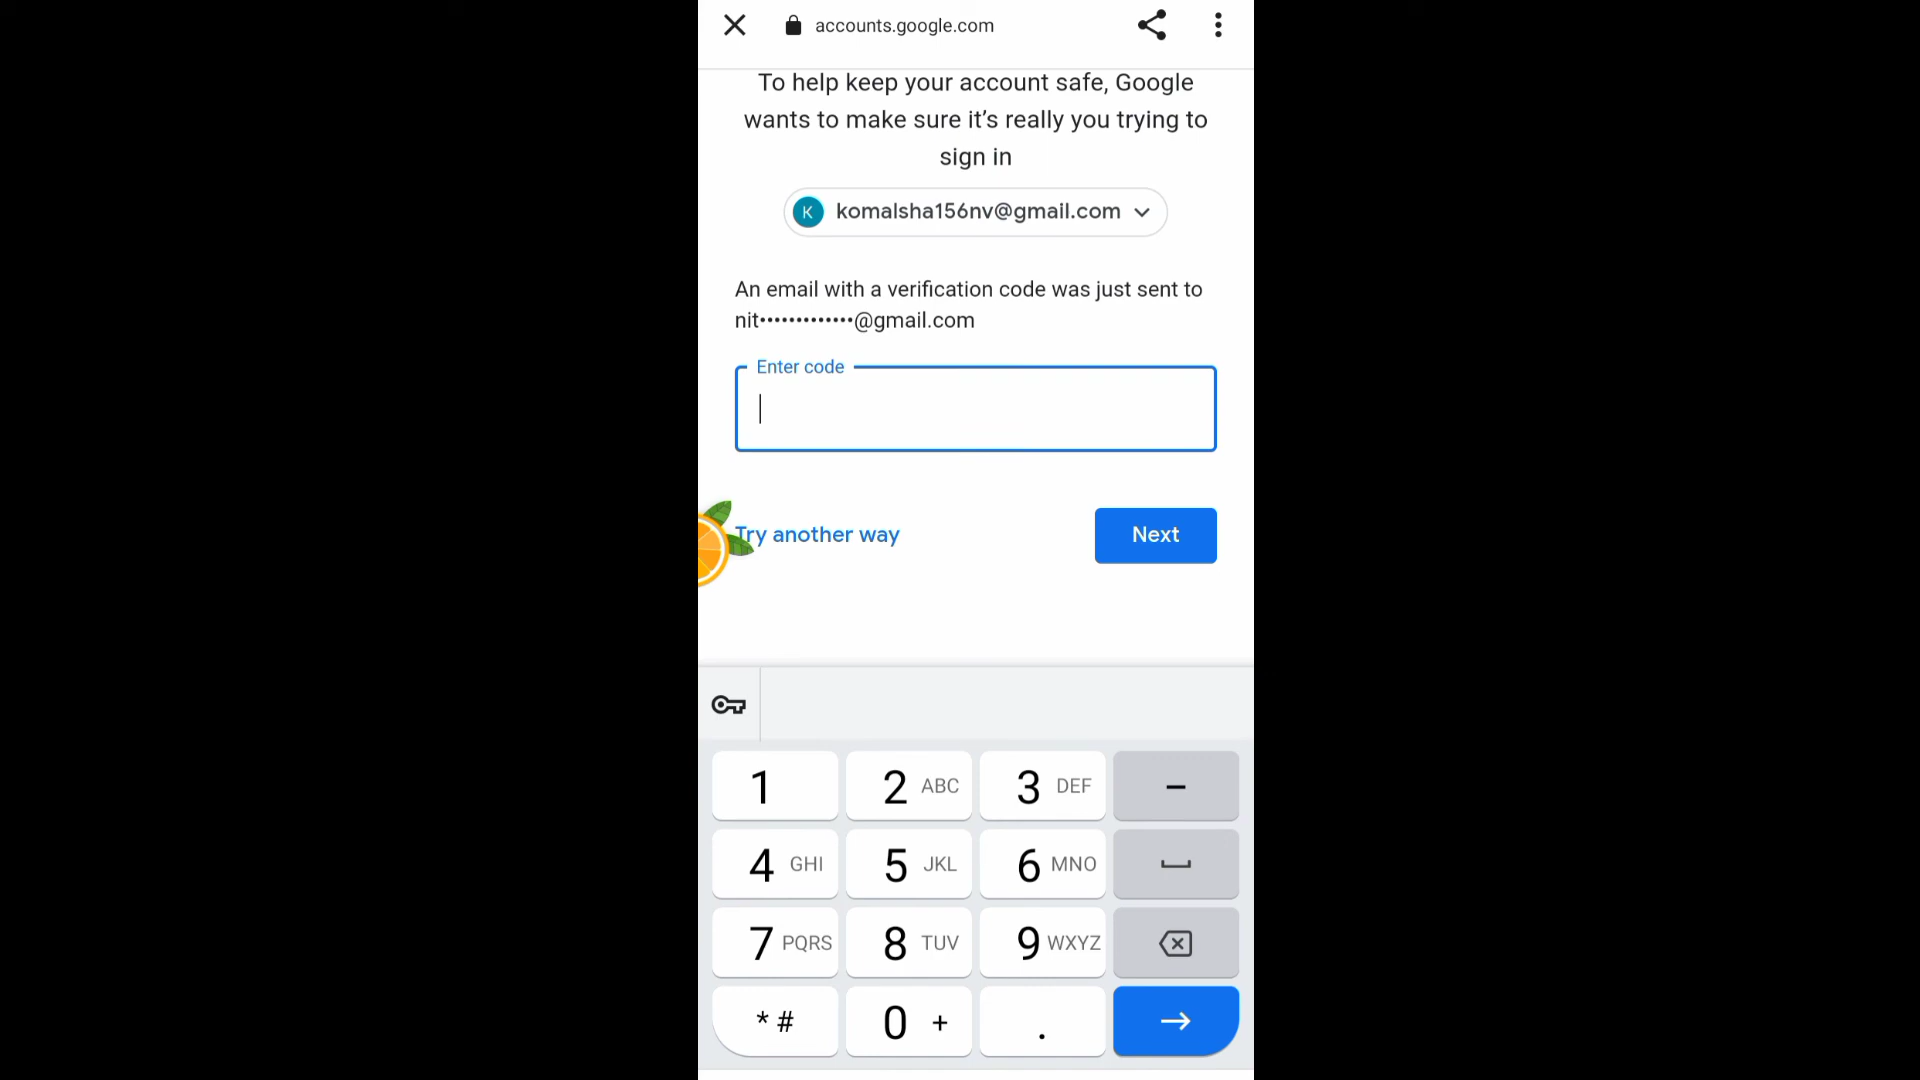 accounts.google.com
To help keep your account safe, Google
wants to make sure it’s really you trying to
sign in
K komalsha156nv@gmail.com
An email with a verification code was just sent to
nit•••••••••••••@gmail.com
Enter code
Try another way
Next
1
2 ABC
3 DEF
–
4 GHI
5 JKL
6 MNO
7 PQRS
8 TUV
9 WXYZ
* #
0 +
.